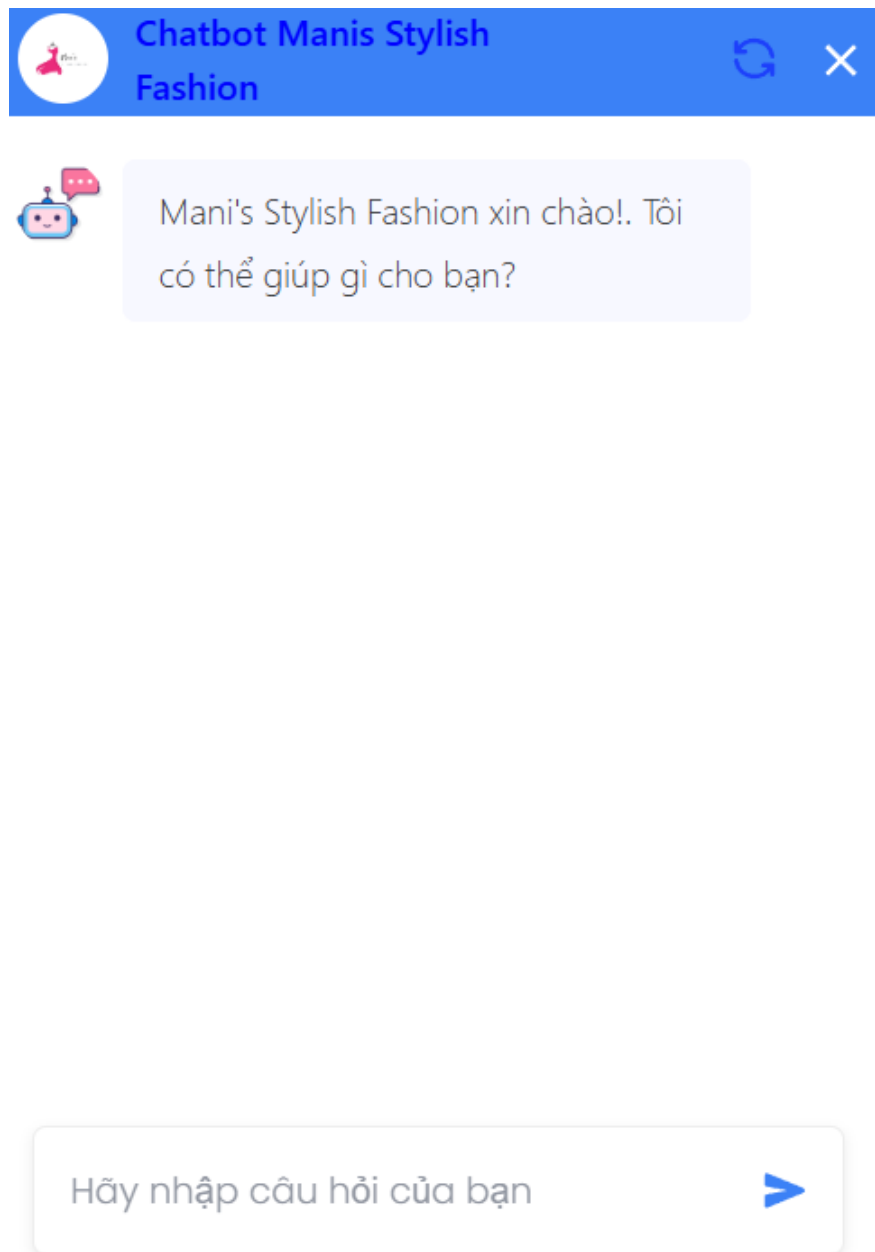 Chatbot Manis Stylish
Fashion
Mani's Stylish Fashion xin chào!. Tôi
có thể giúp gì cho bạn?
Hãy nhập câu hỏi của bạn